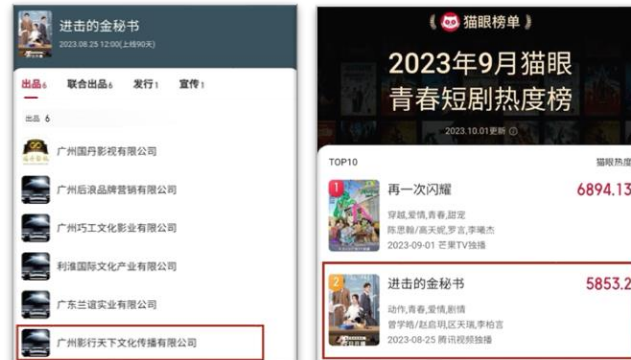 进击的金秘书
2023.08.25 12:00(上线90天)
出品6 联合出品6 发行1 宣传1
出品 6
广州国丹影视有限公司
广州后浪品牌营销有限公司
广州巧工文化影业有限公司
利淮国际文化产业有限公司
广东兰谊实业有限公司
广州影行天下文化传播有限公司
猫眼榜单
2023年9月猫眼
青春短剧热度榜
2023.10.01更新
TOP10 猫眼热度
1 再一次闪耀 6894.13
穿越,爱情,青春,甜宠
陈思翰/高天妮,罗言,李曦杰
2023-09-01 芒果TV独播
2 进击的金秘书 5853.2
动作,青春,爱情,剧情
曾学皓/赵启玥,区天瑞,李柏言
2023-08-25 腾讯视频独播